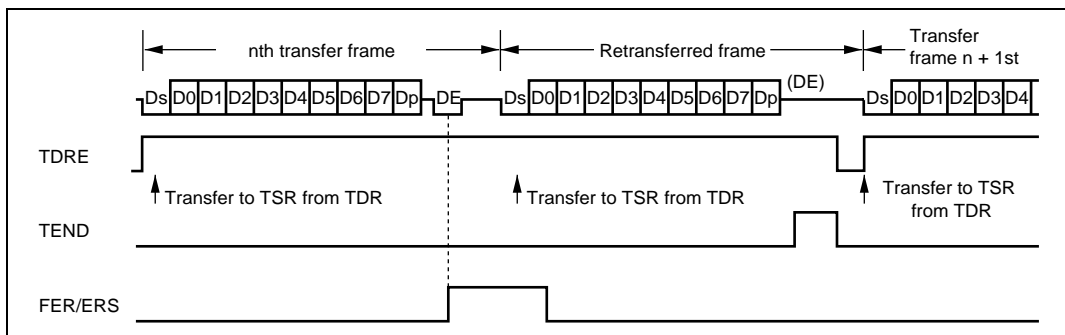 nth transfer frame
Retransferred frame
Transfer
frame n + 1st
Ds D0 D1 D2 D3 D4 D5 D6 D7 Dp DE Ds D0 D1 D2 D3 D4 D5 D6 D7 Dp (DE) Ds D0 D1 D2 D3 D4
TDRE
Transfer to TSR from TDR
Transfer to TSR from TDR
Transfer to TSR
from TDR
TEND
FER/ERS